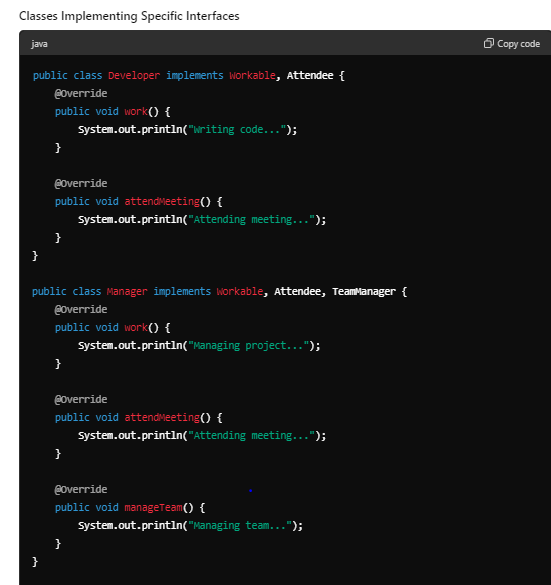 Classes Implementing Specific Interfaces
java
Copy code
public class Developer implements Workable, Attendee {
    @Override
    public void work() {
        System.out.println("Writing code...");
    }

    @Override
    public void attendMeeting() {
        System.out.println("Attending meeting...");
    }
}

public class Manager implements Workable, Attendee, TeamManager {
    @Override
    public void work() {
        System.out.println("Managing project...");
    }

    @Override
    public void attendMeeting() {
        System.out.println("Attending meeting...");
    }

    @Override
    public void manageTeam() {
        System.out.println("Managing team...");
    }
}